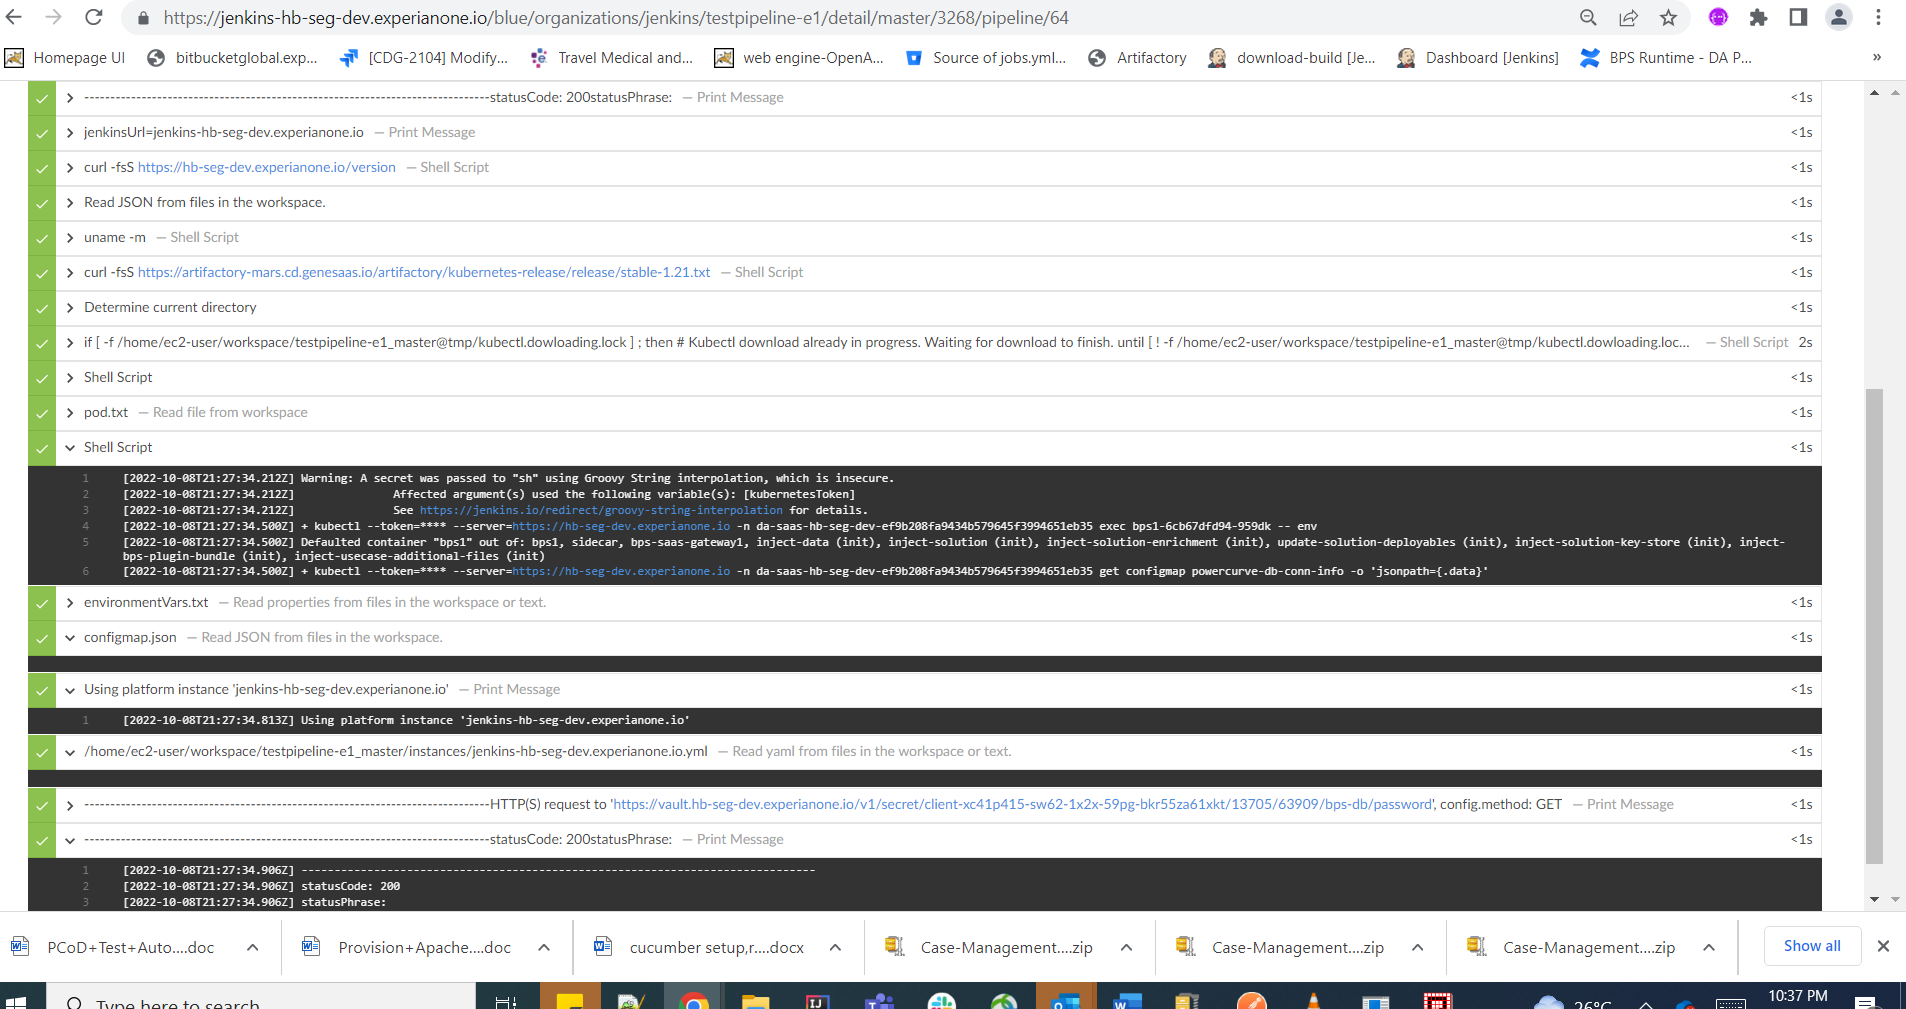 https://jenkins-hb-seg-dev.experianone.io/blue/organizations/jenkins/testpipeline-e1/detail/master/3268/pipeline/64
Homepage UI bitbucketglobal.exp... [CDG-2104] Modify... Travel Medical and... web engine-OpenA... Source of jobs.yml... Artifactory download-build [Je... Dashboard [Jenkins] BPS Runtime - DA P... »
------------------------------------------------------------------------------statusCode: 200statusPhrase: — Print Message <1s
jenkinsUrl=jenkins-hb-seg-dev.experianone.io — Print Message <1s
curl -fsS https://hb-seg-dev.experianone.io/version — Shell Script <1s
Read JSON from files in the workspace. <1s
uname -m — Shell Script <1s
curl -fsS https://artifactory-mars.cd.genesaas.io/artifactory/kubernetes-release/release/stable-1.21.txt — Shell Script <1s
Determine current directory <1s
if [ -f /home/ec2-user/workspace/testpipeline-e1_master@tmp/kubectl.dowloading.lock ] ; then # Kubectl download already in progress. Waiting for download to finish. until [ ! -f /home/ec2-user/workspace/testpipeline-e1_master@tmp/kubectl.dowloading.loc... — Shell Script 2s
Shell Script <1s
pod.txt — Read file from workspace <1s
Shell Script <1s
1 [2022-10-08T21:27:34.212Z] Warning: A secret was passed to "sh" using Groovy String interpolation, which is insecure.
2 [2022-10-08T21:27:34.212Z] Affected argument(s) used the following variable(s): [kubernetesToken]
3 [2022-10-08T21:27:34.212Z] See https://jenkins.io/redirect/groovy-string-interpolation for details.
4 [2022-10-08T21:27:34.500Z] + kubectl --token=**** --server=https://hb-seg-dev.experianone.io -n da-saas-hb-seg-dev-ef9b208fa9434b579645f3994651eb35 exec bps1-6cb67dfd94-959dk -- env
5 [2022-10-08T21:27:34.500Z] Defaulted container "bps1" out of: bps1, sidecar, bps-saas-gateway1, inject-data (init), inject-solution (init), inject-solution-enrichment (init), update-solution-deployables (init), inject-solution-key-store (init), inject-
bps-plugin-bundle (init), inject-usecase-additional-files (init)
6 [2022-10-08T21:27:34.500Z] + kubectl --token=**** --server=https://hb-seg-dev.experianone.io -n da-saas-hb-seg-dev-ef9b208fa9434b579645f3994651eb35 get configmap powercurve-db-conn-info -o 'jsonpath={.data}'
environmentVars.txt — Read properties from files in the workspace or text. <1s
configmap.json — Read JSON from files in the workspace. <1s
Using platform instance 'jenkins-hb-seg-dev.experianone.io' — Print Message <1s
1 [2022-10-08T21:27:34.813Z] Using platform instance 'jenkins-hb-seg-dev.experianone.io'
/home/ec2-user/workspace/testpipeline-e1_master/instances/jenkins-hb-seg-dev.experianone.io.yml — Read yaml from files in the workspace or text. <1s
------------------------------------------------------------------------------HTTP(S) request to 'https://vault.hb-seg-dev.experianone.io/v1/secret/client-xc41p415-sw62-1x2x-59pg-bkr55za61xkt/13705/63909/bps-db/password', config.method: GET — Print Message <1s
------------------------------------------------------------------------------statusCode: 200statusPhrase: — Print Message <1s
1 [2022-10-08T21:27:34.906Z] ------------------------------------------------------------------------------
2 [2022-10-08T21:27:34.906Z] statusCode: 200
3 [2022-10-08T21:27:34.906Z] statusPhrase:
PCoD+Test+Auto....doc Provision+Apache....doc cucumber setup,r....docx Case-Management....zip Case-Management....zip Case-Management....zip Show all
Type here to search 26°C 10:37 PM